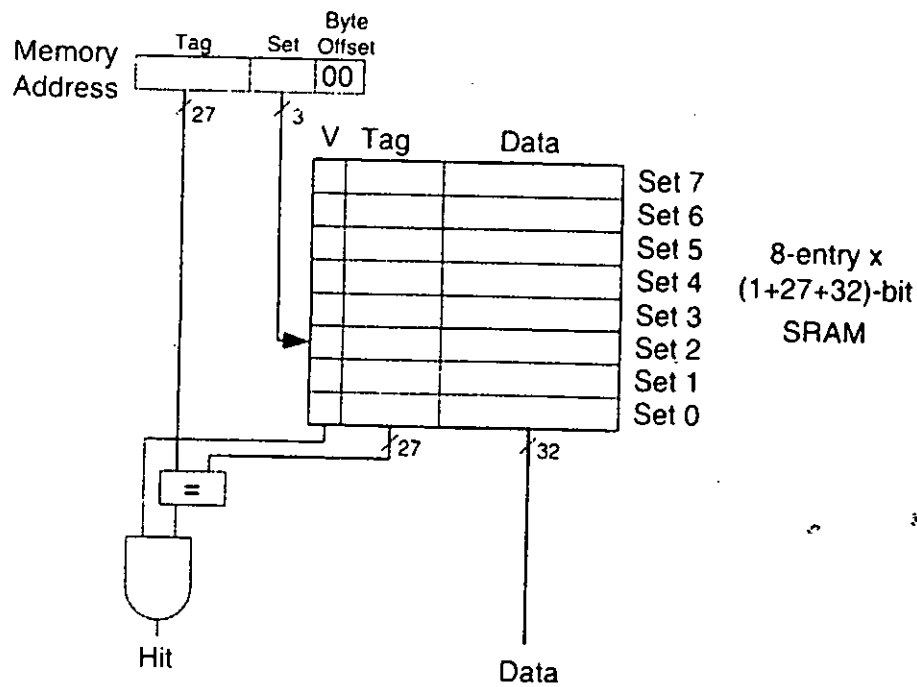 Byte
Tag Set Offset
Memory
Address
00
27
3
V Tag Data
Set 7
Set 6
Set 5
Set 4
Set 3
Set 2
Set 1
Set 0
8-entry x
(1+27+32)-bit
SRAM
27
32
=
Hit
Data